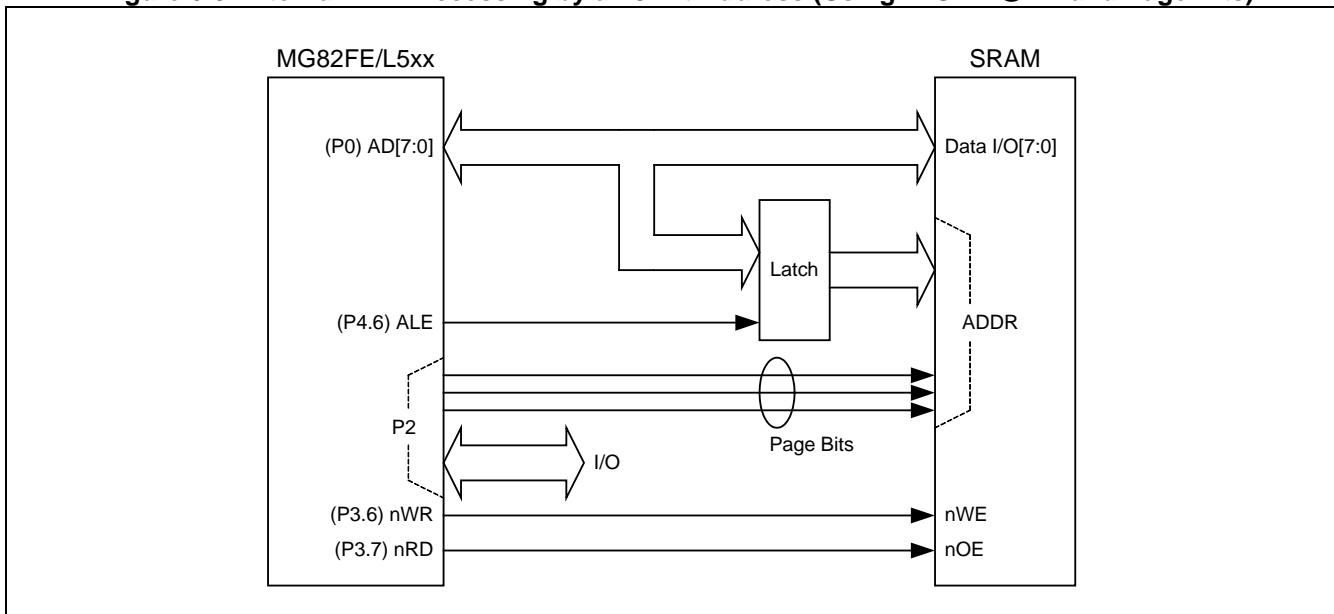 MG82FE/L5xx
SRAM
(P0) AD[7:0]
Data I/O[7:0]
Latch
(P4.6) ALE
ADDR
P2
Page Bits
I/O
(P3.6) nWR
nWE
(P3.7) nRD
nOE